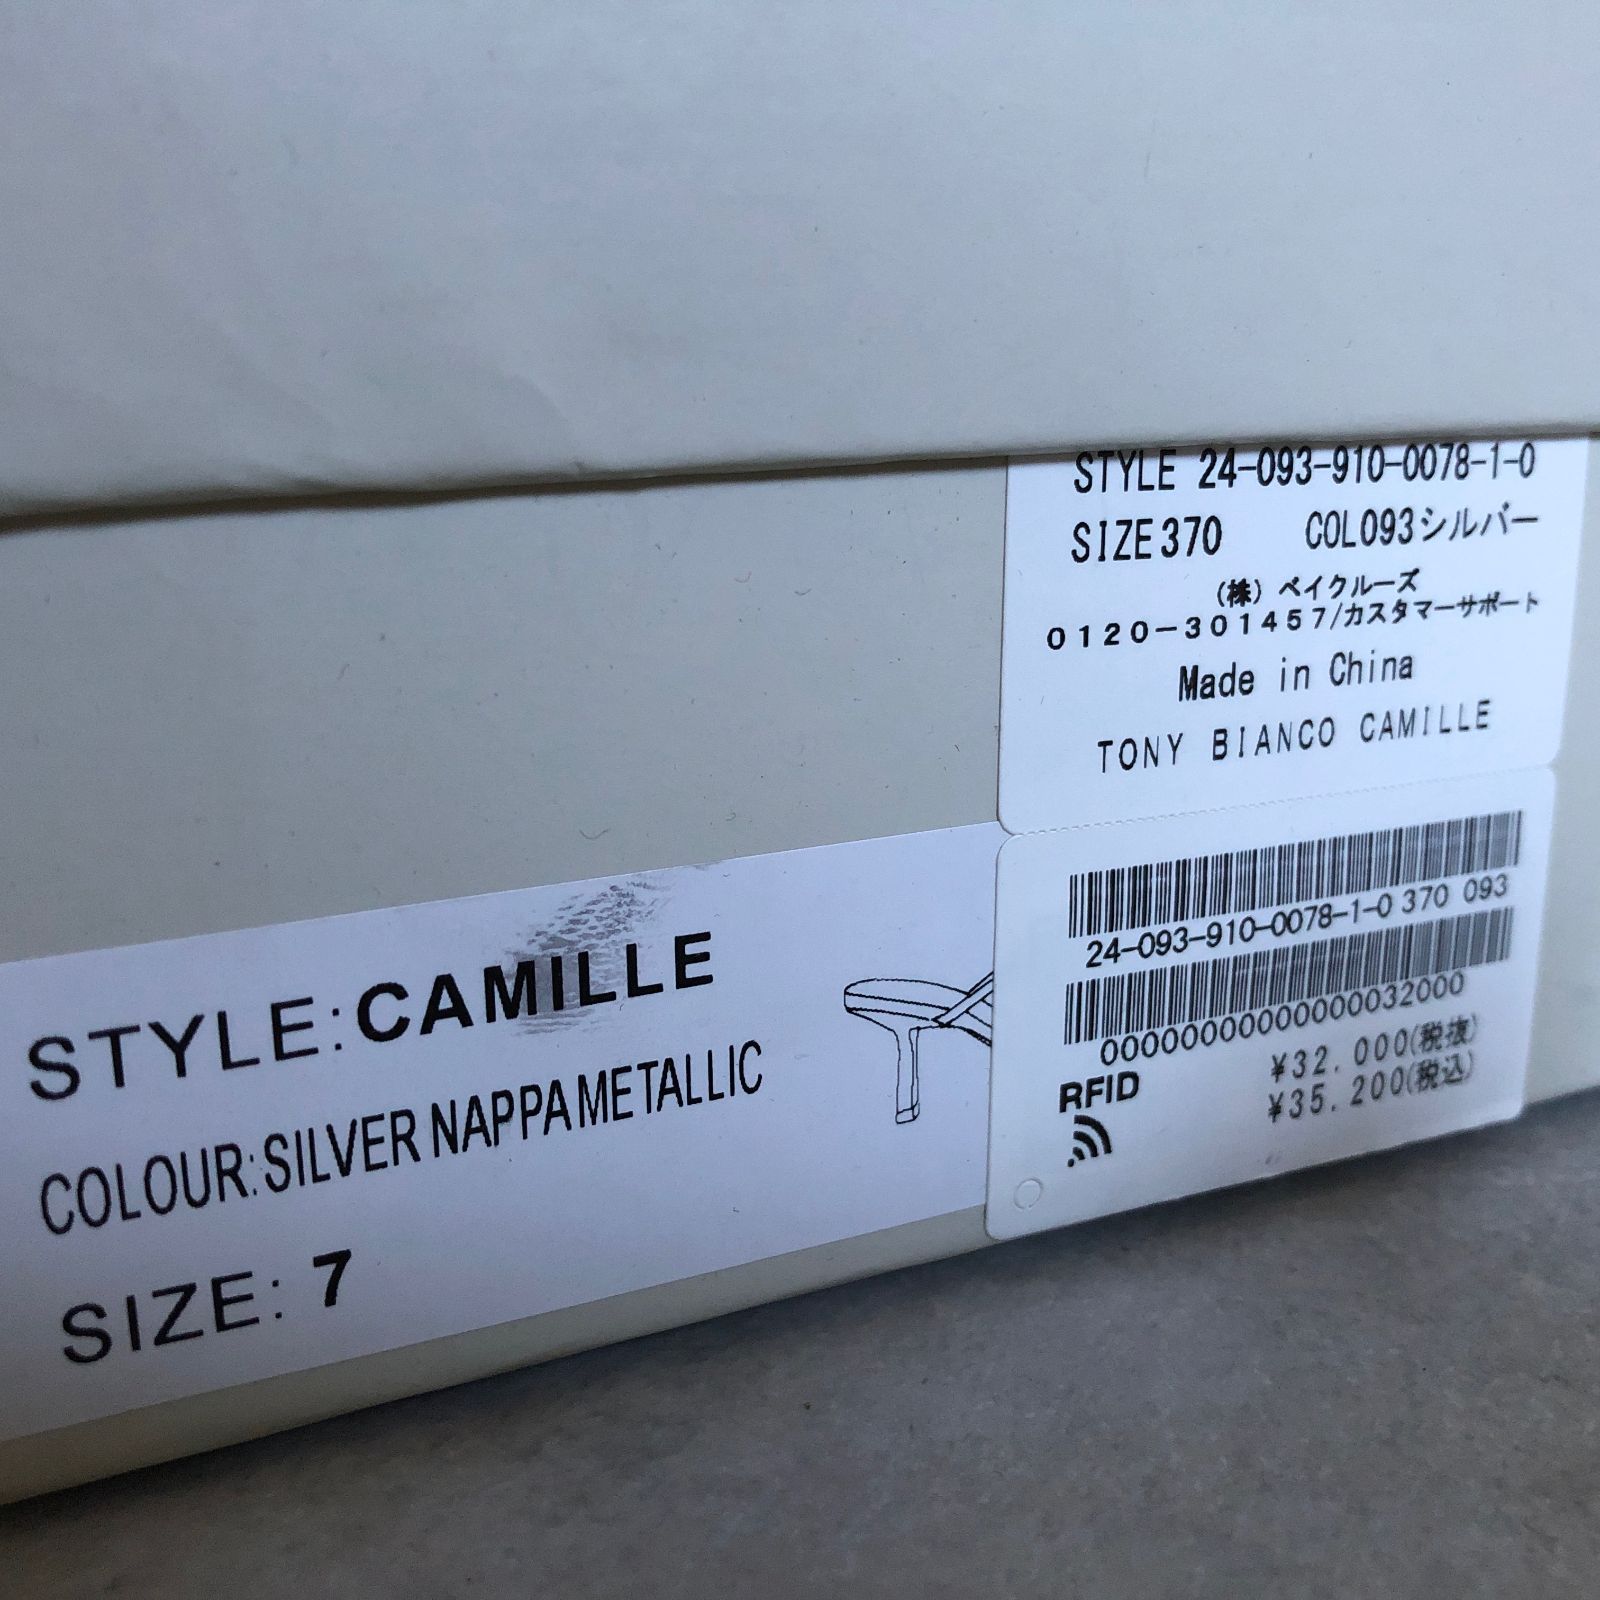 STYLE 24-093-910-0078-1-0
SIZE 370 COL093シルバー
(株) ベイクルーズ
0120-301457/カスタマーサポート
Made in China
TONY BIANCO CAMILLE
24-093-910-0078-1-0 370 093
00000000000000032000
RFID
¥32.000(税抜)
¥35.200(税込)
STYLE:CAMILLE
COLOUR:SILVER NAPPA METALLIC
SIZE: 7